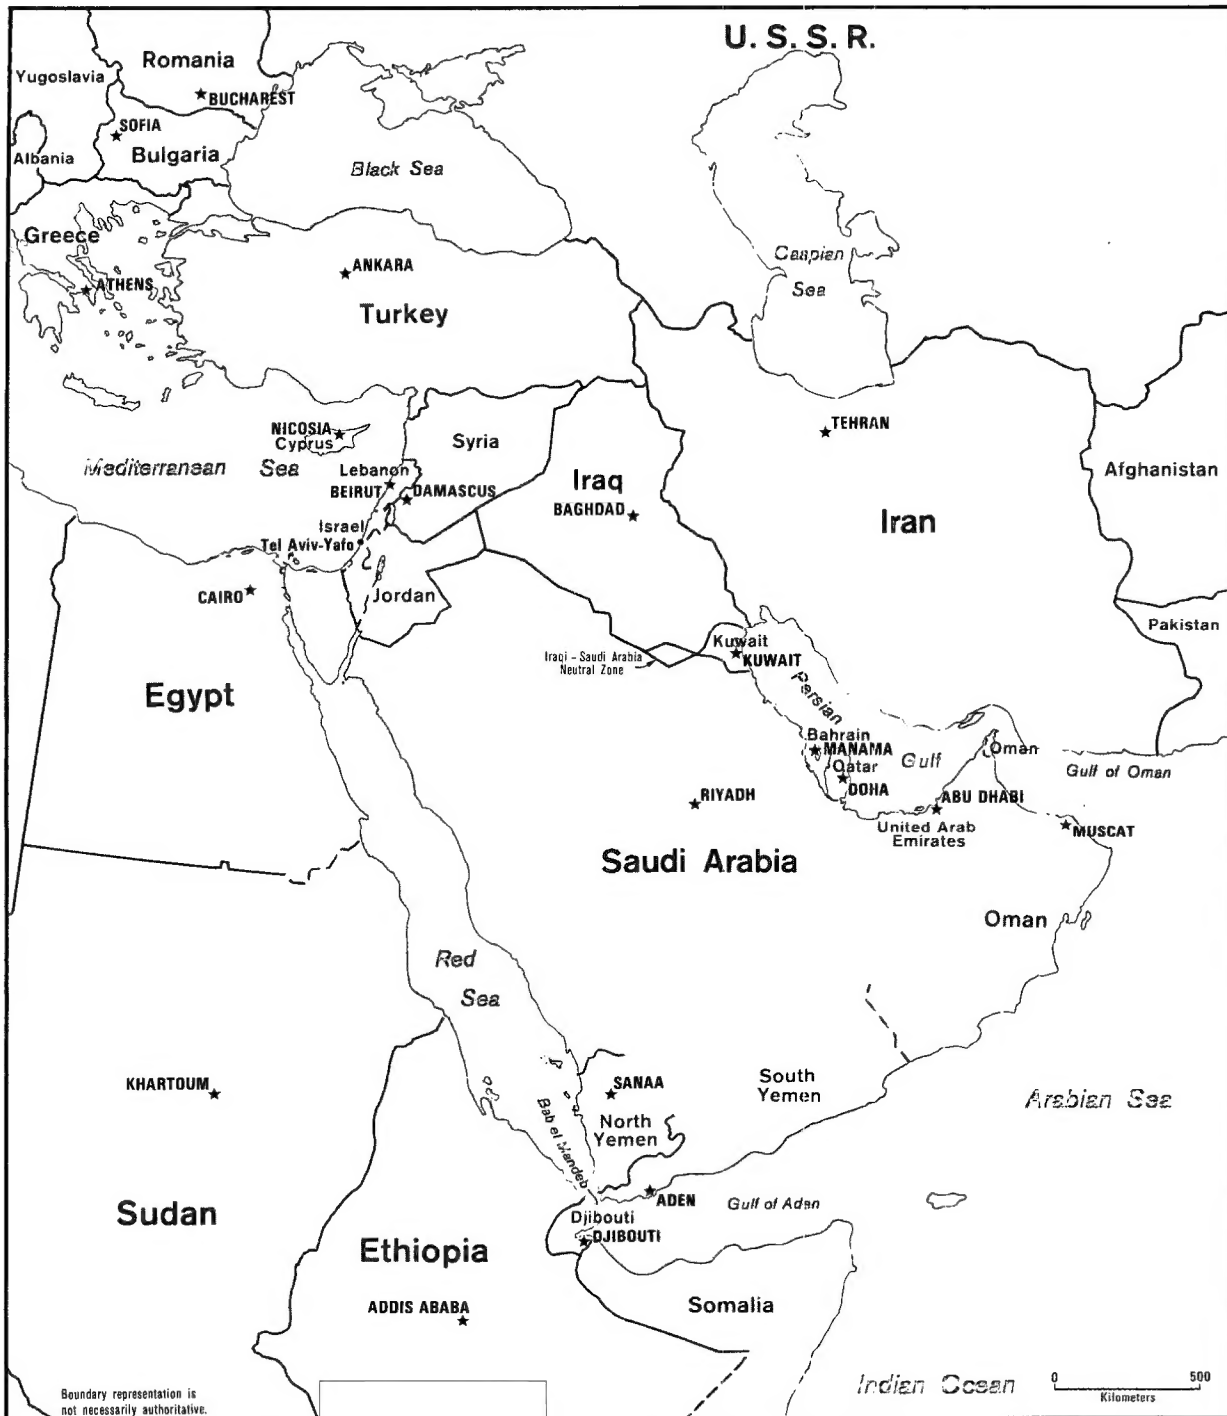 U. S. S. R.
Romania
Yugoslavia
BUCHAREST
SOFIA
Bulgaria
Albania
Black Sea
Greece
ATHENS
ANKARA
Turkey
Caspian
Sea
NICOSIA
Cyprus
Mediterranean Sea
Syria
TEHRAN
Lebanon
BEIRUT
DAMASCUS
Iraq
BAGHDAD
Iran
Afghanistan
Israel
Tel Aviv-Yafo
CAIRO
Jordan
Pakistan
Kuwait
KUWAIT
Iraqi - Saudi Arabia
Neutral Zone
Egypt
Persian
Gulf
Bahrain
MANAMA
Qatar
DOHA
Oman
Gulf of Oman
RIYADH
ABU DHABI
United Arab
Emirates
MUSCAT
Saudi Arabia
Oman
Red
Sea
KHARTOUM
SANAA
North
Yemen
South
Yemen
Arabian Sea
Bab el Mandeb
Sudan
ADEN
Gulf of Aden
Djibouti
DJIBOUTI
Ethiopia
ADDIS ABABA
Somalia
Indian Ocean
0 500
Kilometers
Boundary representation is
not necessarily authoritative.